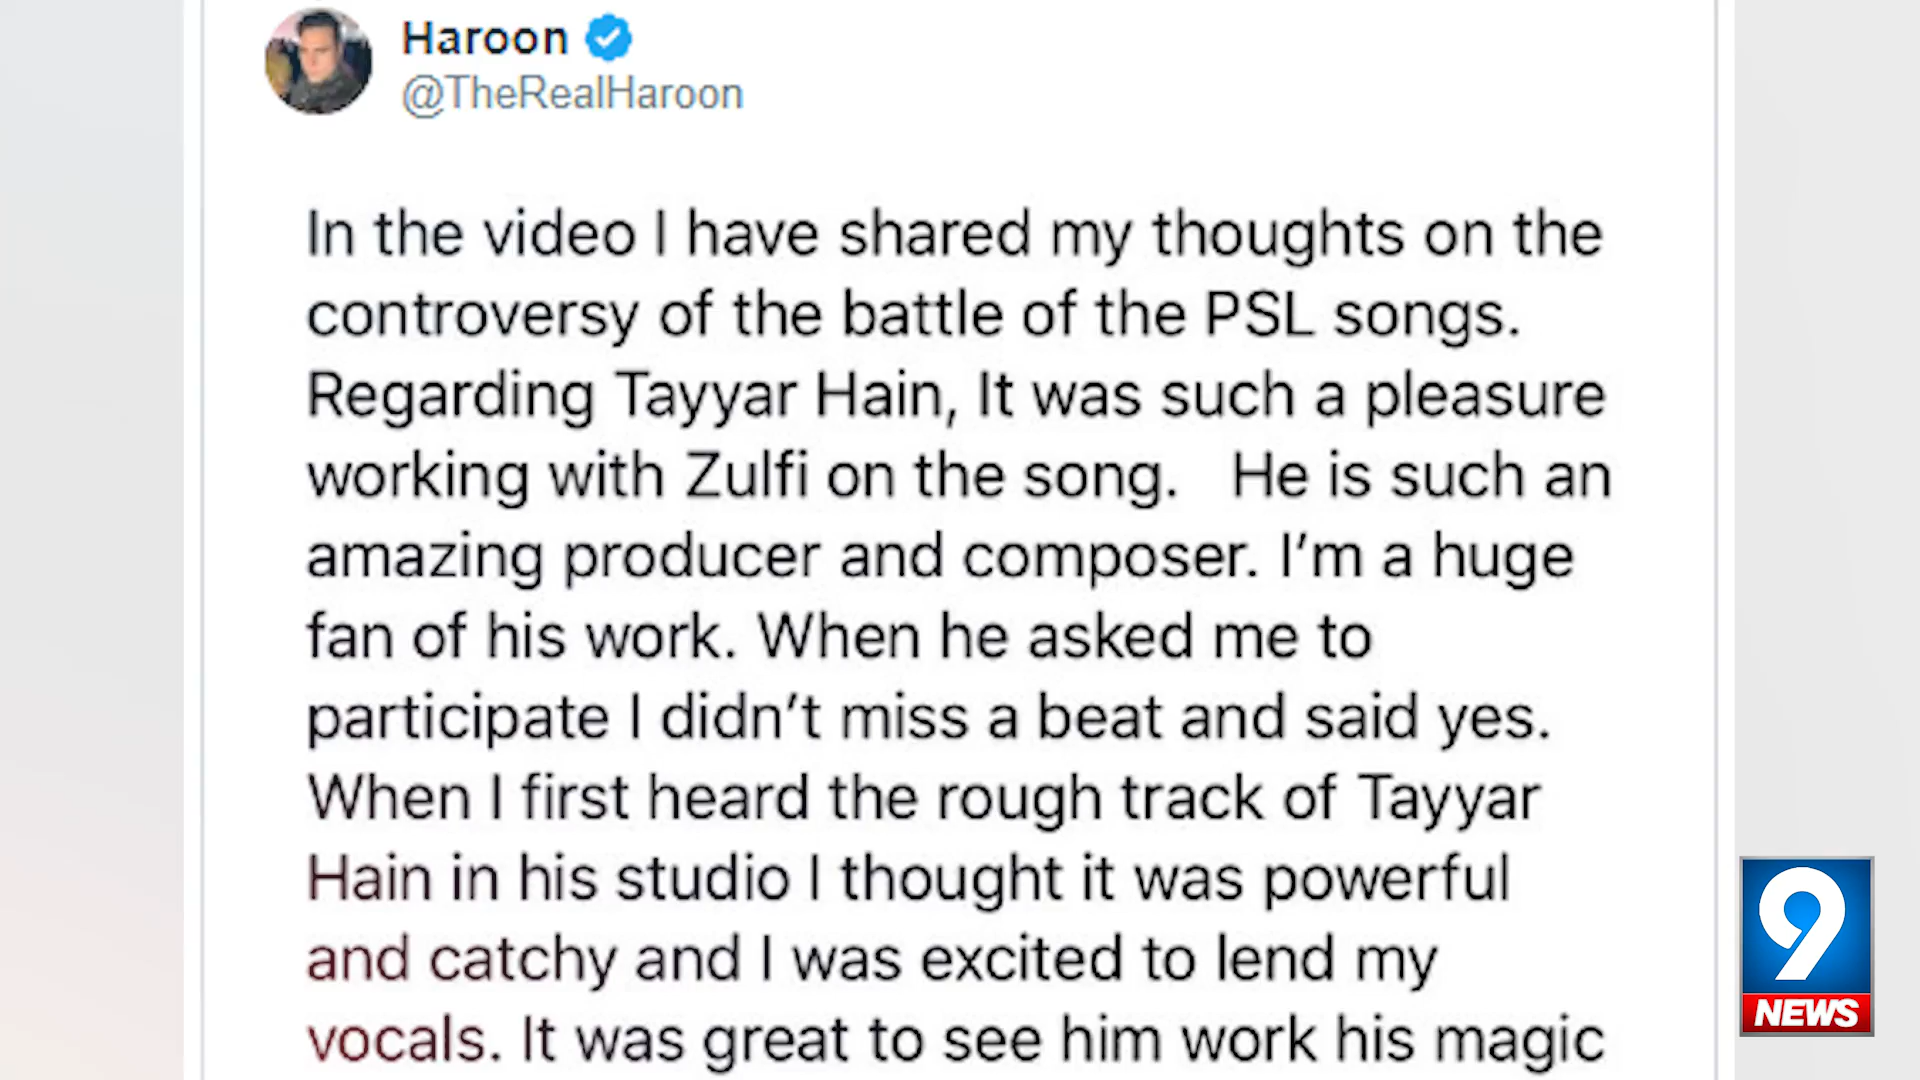 Haroon
@TheRealHaroon
In the video I have shared my thoughts on the
controversy of the battle of the PSL songs.
Regarding Tayyar Hain, It was such a pleasure
working with Zulfi on the song.   He is such an
amazing producer and composer. I’m a huge
fan of his work. When he asked me to
participate I didn’t miss a beat and said yes.
When I first heard the rough track of Tayyar
Hain in his studio I thought it was powerful
and catchy and I was excited to lend my
vocals. It was great to see him work his magic
9
NEWS